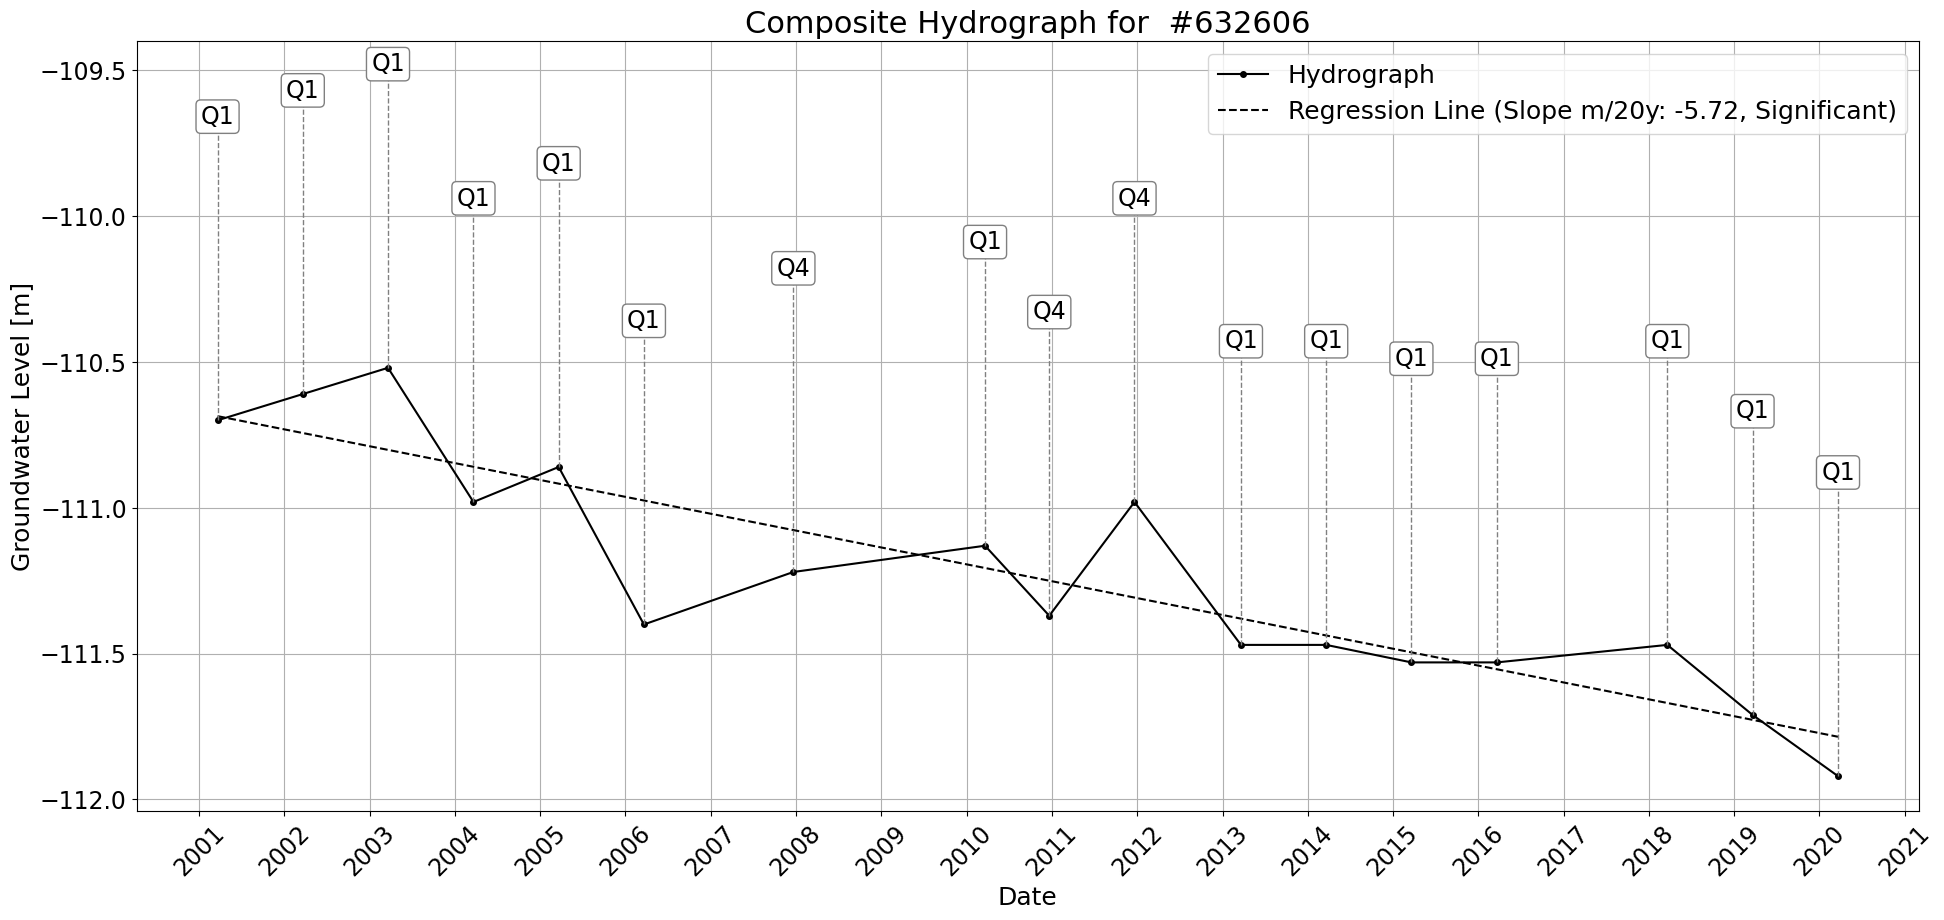 Composite Hydrograph for  #632606
Hydrograph
Regression Line (Slope m/20y: -5.72, Significant)
Groundwater Level [m]
−109.5
−110.0
−110.5
−111.0
−111.5
−112.0
Q1
Q1
Q1
Q1
Q1
Q1
Q4
Q1
Q4
Q4
Q1
Q1
Q1
Q1
Q1
Q1
Q1
2001
2002
2003
2004
2005
2006
2007
2008
2009
2010
2011
2012
2013
2014
2015
2016
2017
2018
2019
2020
2021
Date